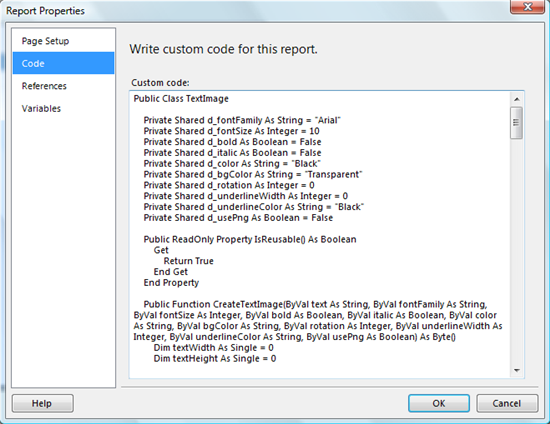 Report Properties
Page Setup
Code
References
Variables
Write custom code for this report.
Custom code:
Public Class TextImage
Private Shared d_fontFamily As String = "Arial"
Private Shared d_fontSize As Integer = 10
Private Shared d_bold As Boolean = False
Private Shared d_italic As Boolean = False
Private Shared d_color As String = "Black"
Private Shared d_bgColor As String = "Transparent"
Private Shared d_rotation As Integer = 0
Private Shared d_underlineWidth As Integer = 0
Private Shared d_underlineColor As String = "Black"
Private Shared d_usePng As Boolean = False
Public ReadOnly Property IsReusable() As Boolean
Get
Return True
End Get
End Property
Public Function CreateTextImage(ByVal text As String, ByVal fontFamily As String,
ByVal fontSize As Integer, ByVal bold As Boolean, ByVal italic As Boolean, ByVal color
As String, ByVal bgColor As String, ByVal rotation As Integer, ByVal underlineWidth As
Integer, ByVal underlineColor As String, ByVal usePng As Boolean) As Byte()
Dim textWidth As Single = 0
Dim textHeight As Single = 0
Help
OK
Cancel